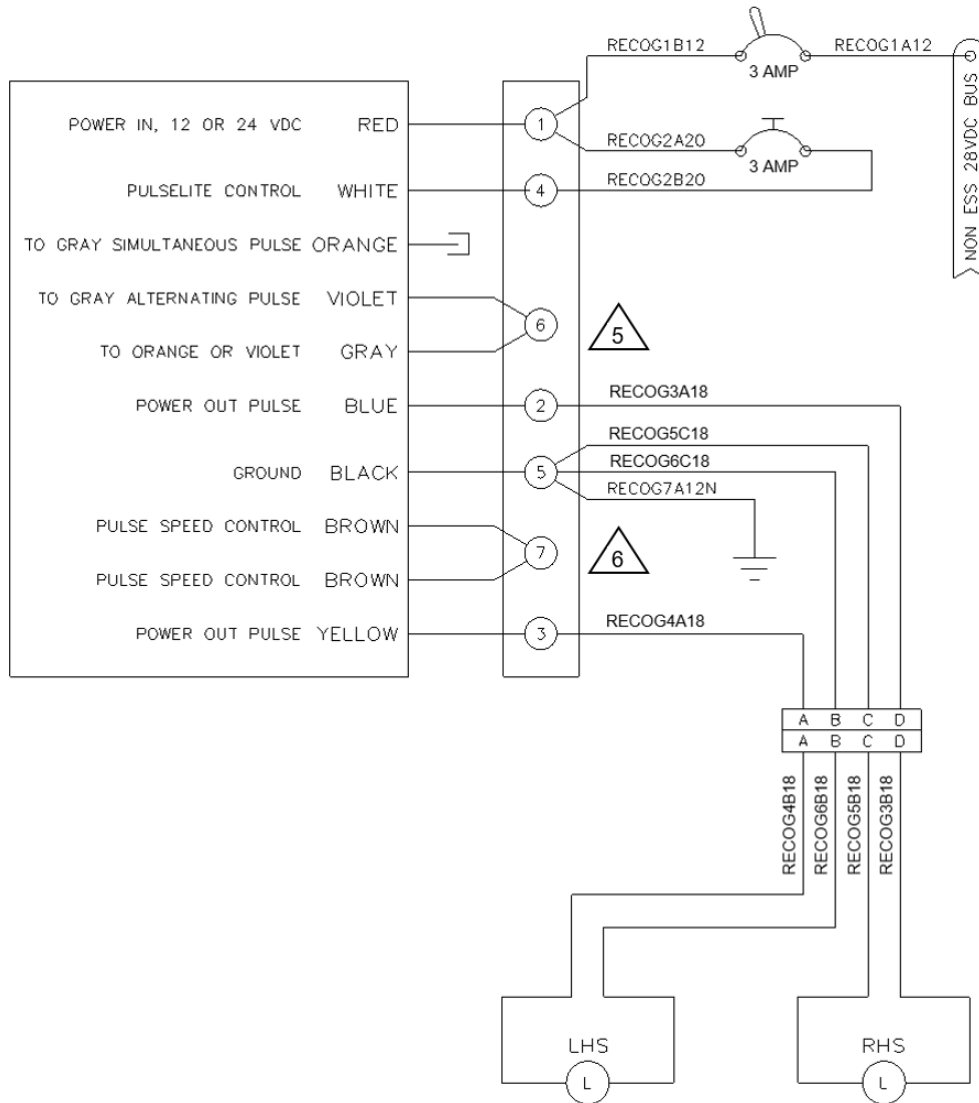 RECOG1B12
RECOG1A12
3 AMP
NON ESS 28VDC BUS
POWER IN, 12 OR 24 VDC RED
1
RECOG2A20
3 AMP
PULSELITE CONTROL WHITE
4
RECOG2B20
TO GRAY SIMULTANEOUS PULSE ORANGE
TO GRAY ALTERNATING PULSE VIOLET
6
5
TO ORANGE OR VIOLET GRAY
POWER OUT PULSE BLUE
2
RECOG3A18
RECOG5C18
GROUND BLACK
5
RECOG6C18
RECOG7A12N
PULSE SPEED CONTROL BROWN
7
6
PULSE SPEED CONTROL BROWN
POWER OUT PULSE YELLOW
3
RECOG4A18
A B C D
A B C D
RECOG4B18
RECOG6B18
RECOG5B18
RECOG3B18
LHS
L
RHS
L